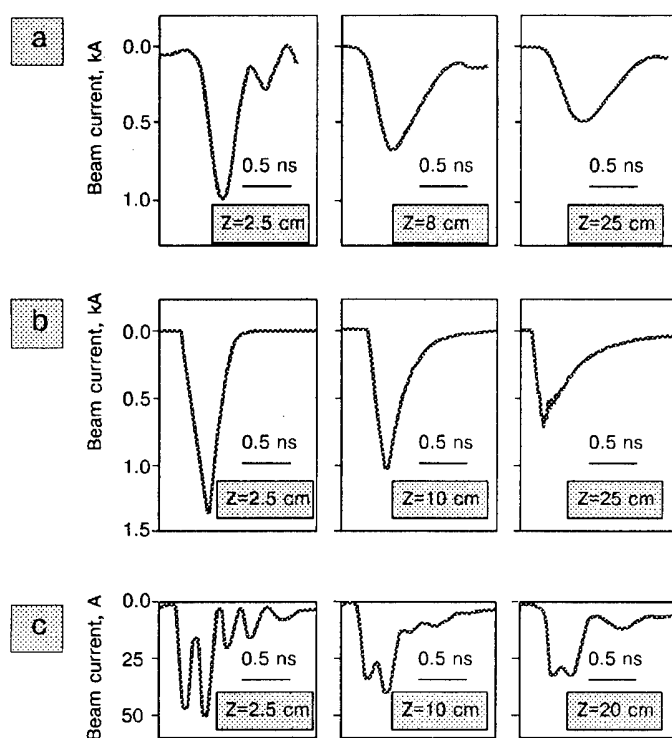 a
Beam current, kA
0.0
0.5
1.0
0.5 ns
Z=2.5 cm
0.5 ns
Z=8 cm
0.5 ns
Z=25 cm
b
Beam current, kA
0.0
0.5
1.0
1.5
0.5 ns
Z=2.5 cm
0.5 ns
Z=10 cm
0.5 ns
Z=25 cm
c
Beam current, A
0.0
25
50
0.5 ns
Z=2.5 cm
0.5 ns
Z=10 cm
0.5 ns
Z=20 cm